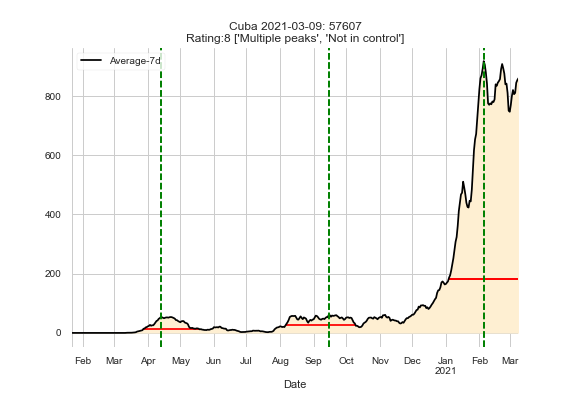 Cuba 2021-03-09: 57607
Rating:8 ['Multiple peaks', 'Not in control']
Average-7d
800
600
400
200
0
Feb Mar Apr May Jun Jul Aug Sep Oct Nov Dec Jan Feb Mar
2021
Date